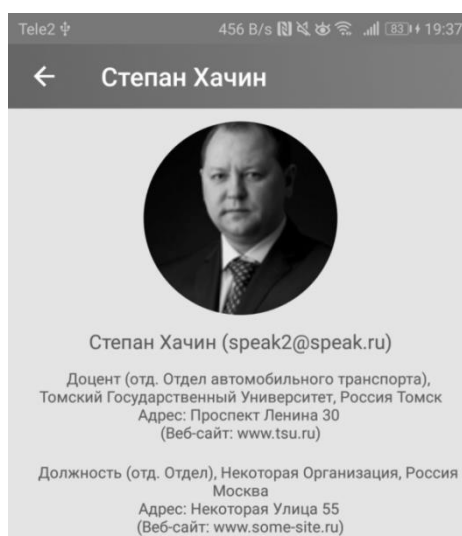 Tele2 456 B/s 83 19:37
Степан Хачин
Степан Хачин (speak2@speak.ru)
Доцент (отд. Отдел автомобильного транспорта),
Томский Государственный Университет, Россия Томск
Адрес: Проспект Ленина 30
(Веб-сайт: www.tsu.ru)
Должность (отд. Отдел), Некоторая Организация, Россия
Москва
Адрес: Некоторая Улица 55
(Веб-сайт: www.some-site.ru)